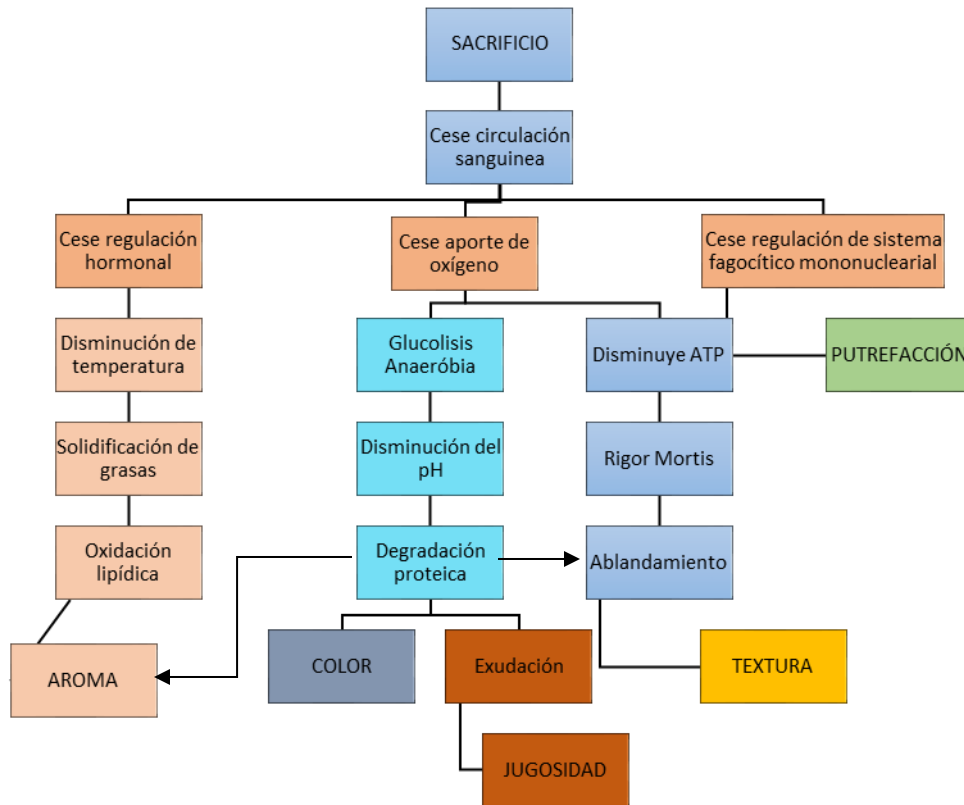 SACRIFICIO
Cese circulación
sanguinea
Cese regulación
hormonal
Cese aporte de
oxígeno
Cese regulación de sistema
fagocítico mononuclearial
Disminución de
temperatura
Glucolisis
Anaeróbia
Disminuye ATP
PUTREFACCIÓN
Solidificación de
grasas
Disminución del
pH
Rigor Mortis
Oxidación
lipídica
Degradación
proteica
Ablandamiento
AROMA
COLOR
Exudación
TEXTURA
JUGOSIDAD